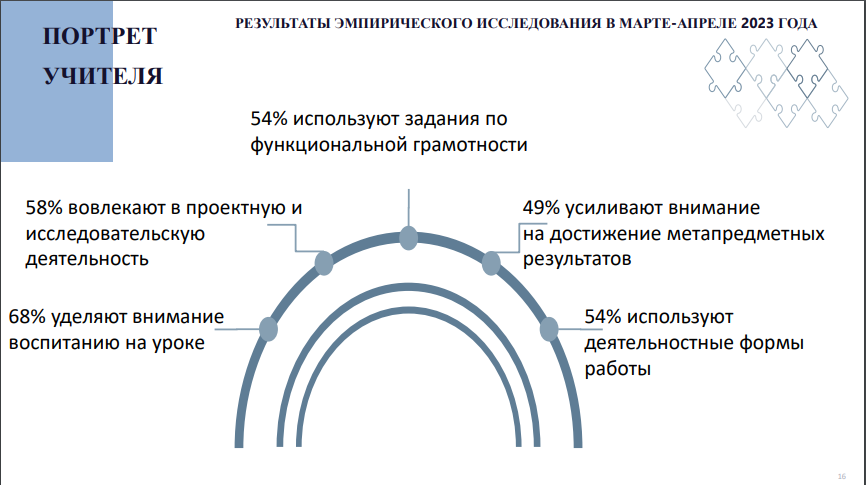 ПОРТРЕТ
УЧИТЕЛЯ
РЕЗУЛЬТАТЫ ЭМПИРИЧЕСКОГО ИССЛЕДОВАНИЯ В МАРТЕ-АПРЕЛЕ 2023 ГОДА
54% используют задания по
функциональной грамотности
58% вовлекают в проектную и
исследовательскую
деятельность
49% усиливают внимание
на достижение метапредметных
результатов
68% уделяют внимание
воспитанию на уроке
54% используют
деятельностные формы
работы
16